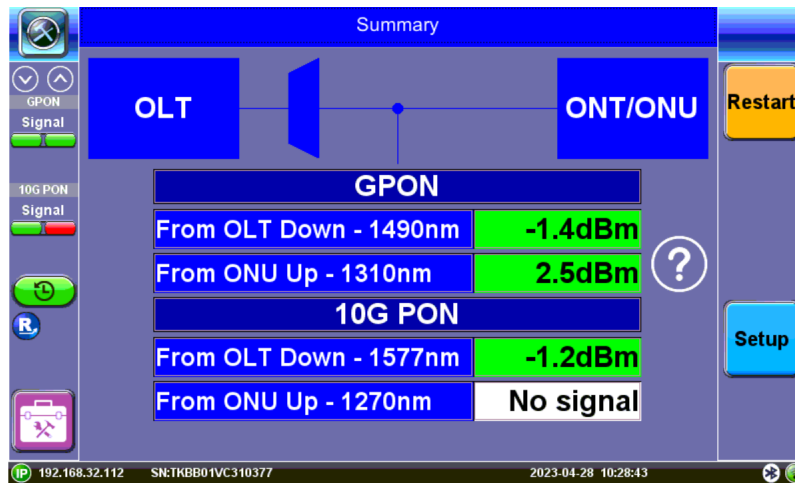 Summary
GPON
Signal
10G PON
Signal
R
OLT
ONT/ONU
GPON
From OLT Down - 1490nm -1.4dBm
From ONU Up - 1310nm 2.5dBm
?
10G PON
From OLT Down - 1577nm -1.2dBm
From ONU Up - 1270nm No signal
Restart
Setup
IP 192.168.32.112 SN:TKBB01VC310377 2023-04-28 10:28:43